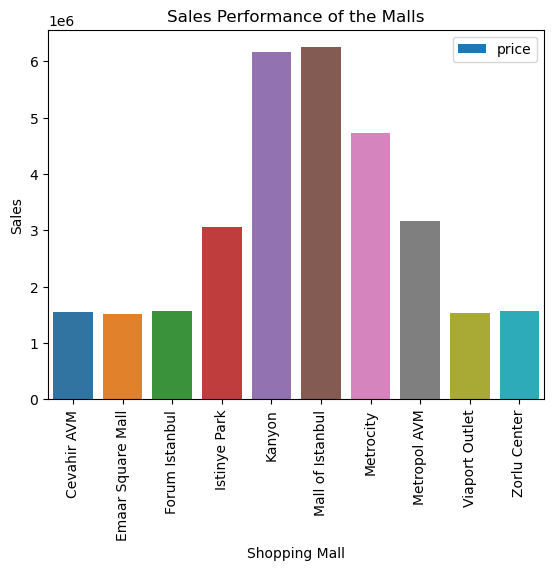 Sales Performance of the Malls
1e6
price
6
5
4
3
2
1
0
Sales
Cevahir AVM
Emaar Square Mall
Forum Istanbul
Istinye Park
Kanyon
Mall of Istanbul
Metrocity
Metropol AVM
Viaport Outlet
Zorlu Center
Shopping Mall